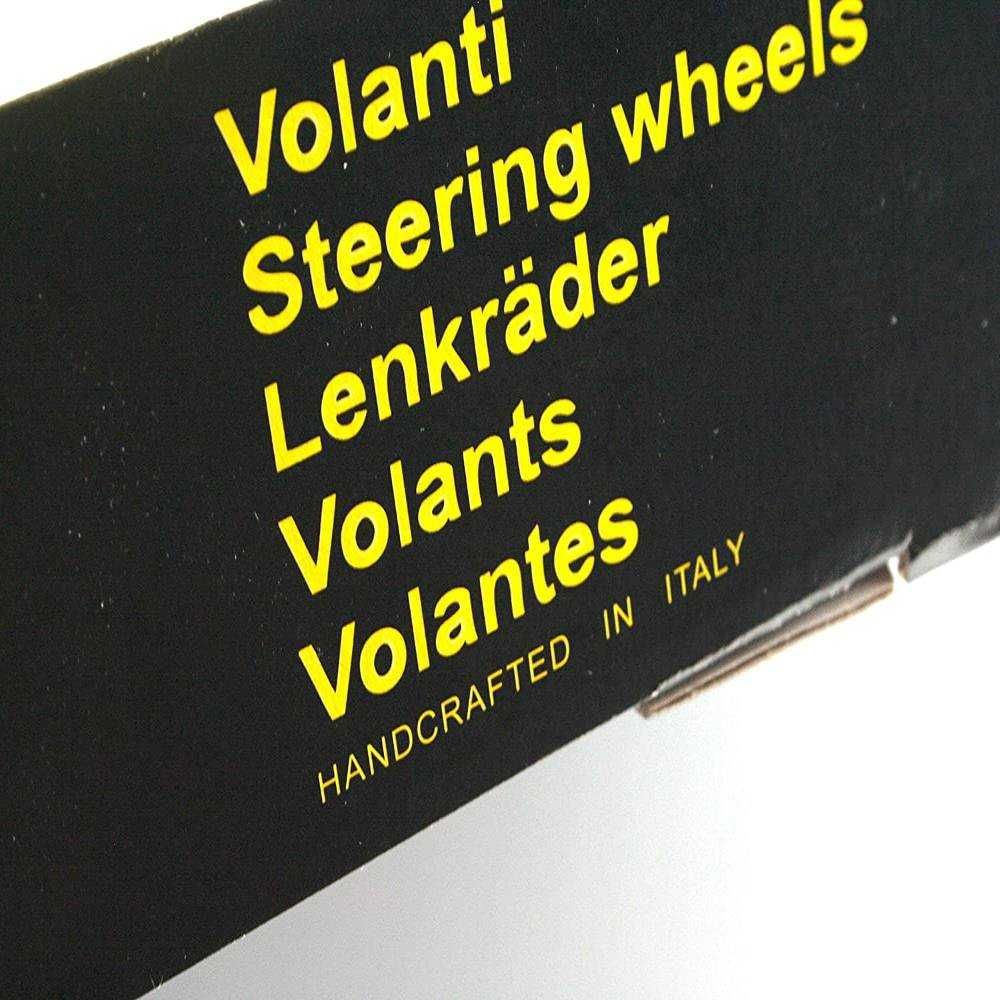 Volanti
Steering wheels
Lenkräder
Volants
Volantes
HANDCRAFTED IN ITALY